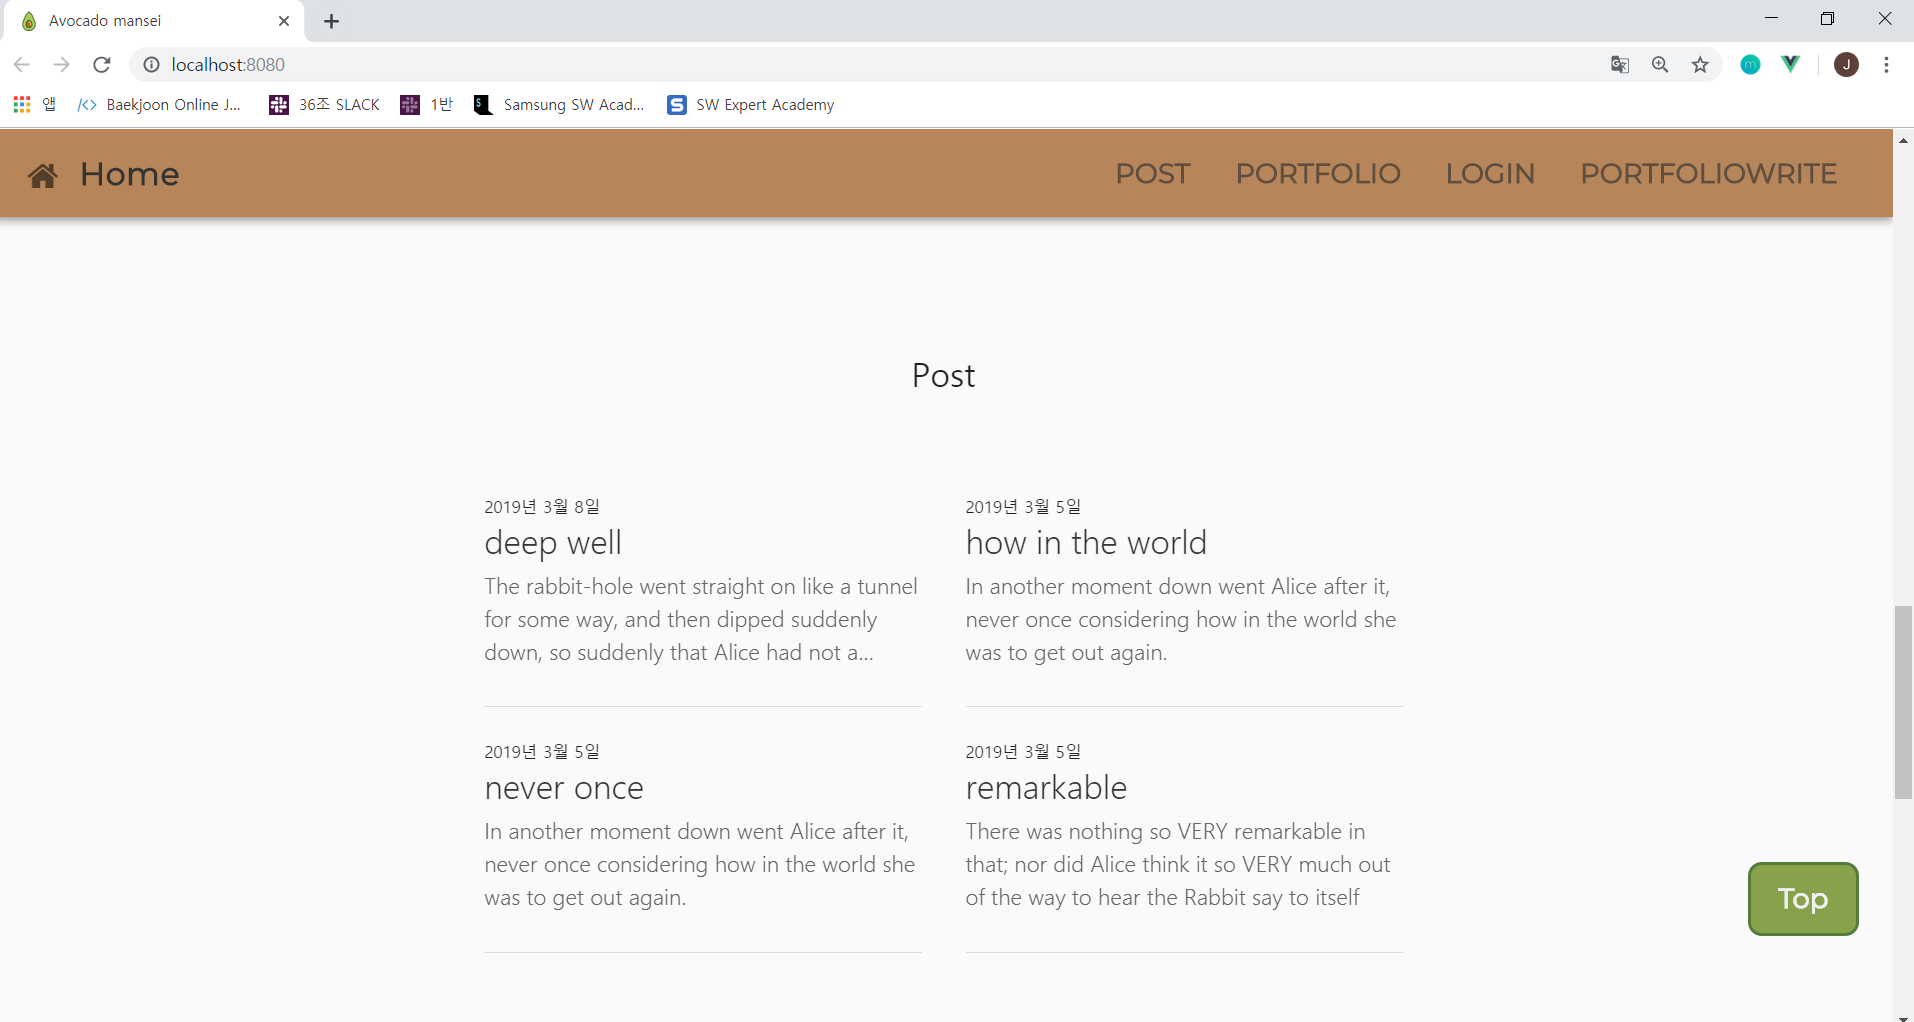 Avocado mansei
localhost:8080
J
앱
Baekjoon Online J...
36조 SLACK
1반
Samsung SW Acad...
SW Expert Academy
Home
POST
PORTFOLIO
LOGIN
PORTFOLIOWRITE
Post
2019년 3월 8일
deep well
The rabbit-hole went straight on like a tunnel
for some way, and then dipped suddenly
down, so suddenly that Alice had not a...
2019년 3월 5일
how in the world
In another moment down went Alice after it,
never once considering how in the world she
was to get out again.
2019년 3월 5일
never once
In another moment down went Alice after it,
never once considering how in the world she
was to get out again.
2019년 3월 5일
remarkable
There was nothing so VERY remarkable in
that; nor did Alice think it so VERY much out
of the way to hear the Rabbit say to itself
Top